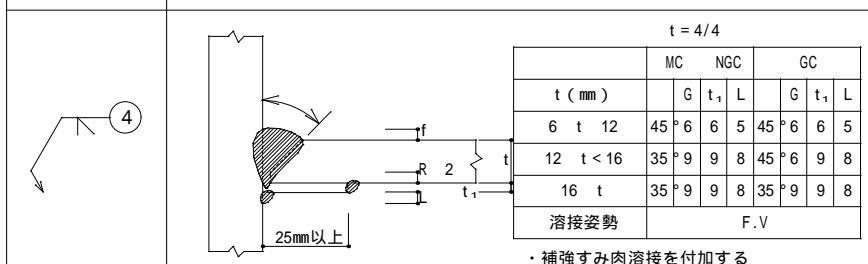 t = 4/4
MC NGC GC
t ( mm ) G t₁ L G t₁ L
6 t 12 45 ° 6 6 5 45 ° 6 6 5
12 t < 16 35 ° 9 9 8 45 ° 6 9 8
16 t 35 ° 9 9 8 35 ° 9 9 8
溶接姿勢 F.V
・補強すみ肉溶接を付加する
4
f
t
R 2
t₁
L
25mm以上